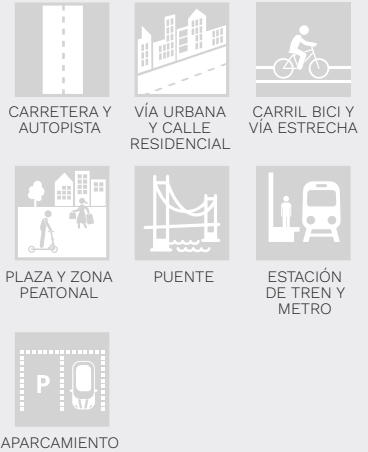 CARRETERA Y
AUTOPISTA
VÍA URBANA
Y CALLE
RESIDENCIAL
CARRIL BICI Y
VÍA ESTRECHA
PLAZA Y ZONA
PEATONAL
PUENTE
ESTACIÓN
DE TREN Y
METRO
P
APARCAMIENTO